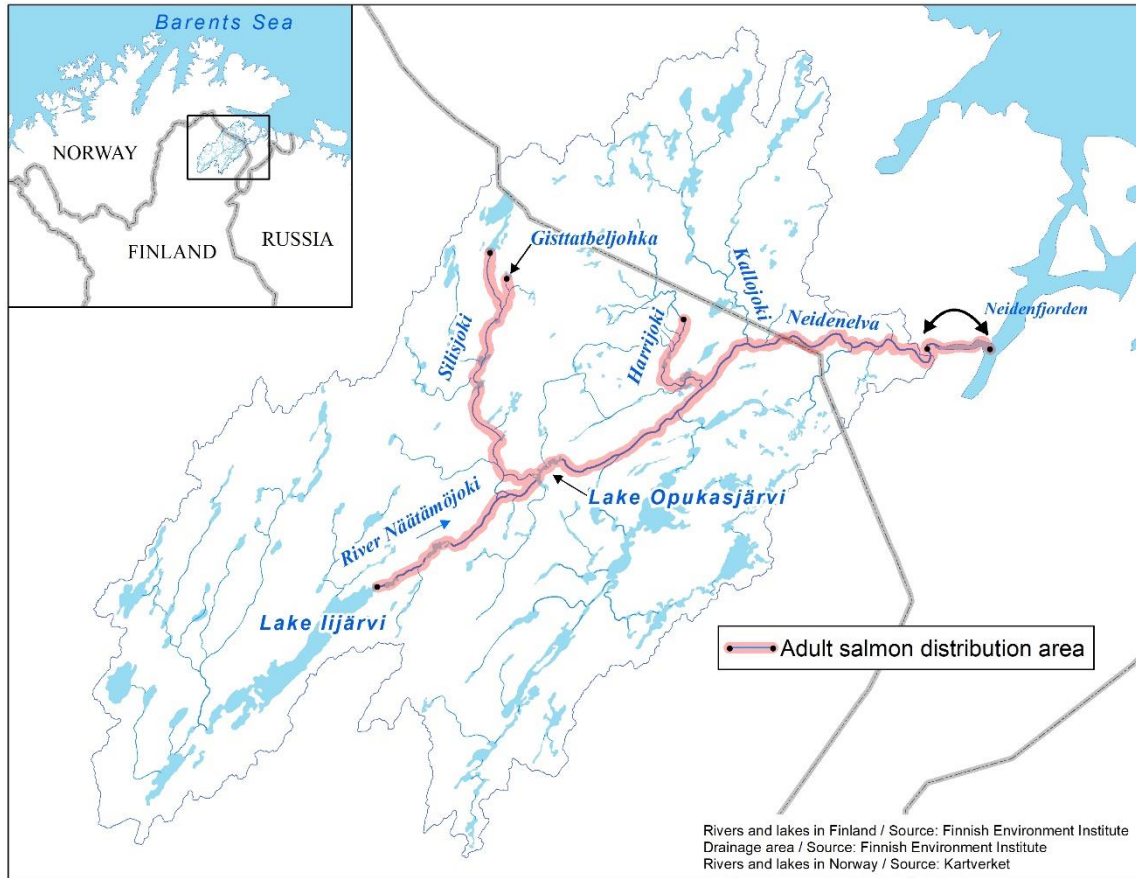 Barents Sea
NORWAY
FINLAND
RUSSIA
Gisttatbeljohka
Silisjoki
Harrijoki
Kallojoki
Neidenelva
Neidenfjorden
Lake Opukasjärvi
River Näätämöjoki
Lake Iijärvi
Adult salmon distribution area
Rivers and lakes in Finland / Source: Finnish Environment Institute
Drainage area / Source: Finnish Environment Institute
Rivers and lakes in Norway / Source: Kartverket